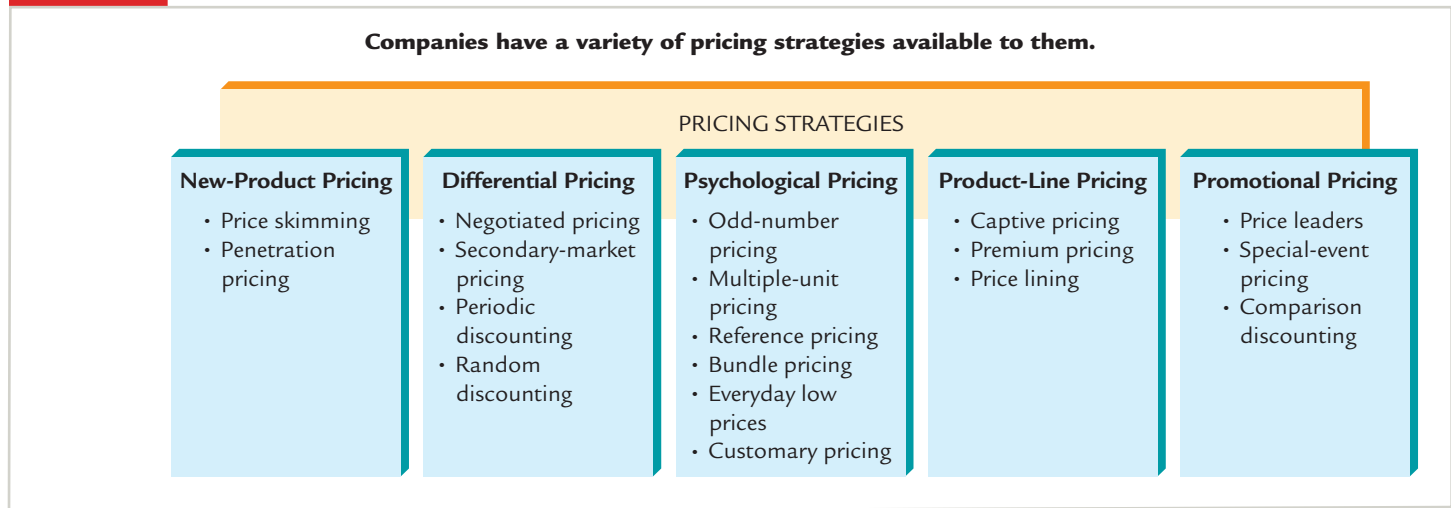 Companies have a variety of pricing strategies available to them.
PRICING STRATEGIES
New-Product Pricing
• Price skimming
• Penetration
pricing
Differential Pricing
• Negotiated pricing
• Secondary-market
pricing
• Periodic
discounting
• Random
discounting
Psychological Pricing
• Odd-number
pricing
• Multiple-unit
pricing
• Reference pricing
• Bundle pricing
• Everyday low
prices
• Customary pricing
Product-Line Pricing
• Captive pricing
• Premium pricing
• Price lining
Promotional Pricing
• Price leaders
• Special-event
pricing
• Comparison
discounting